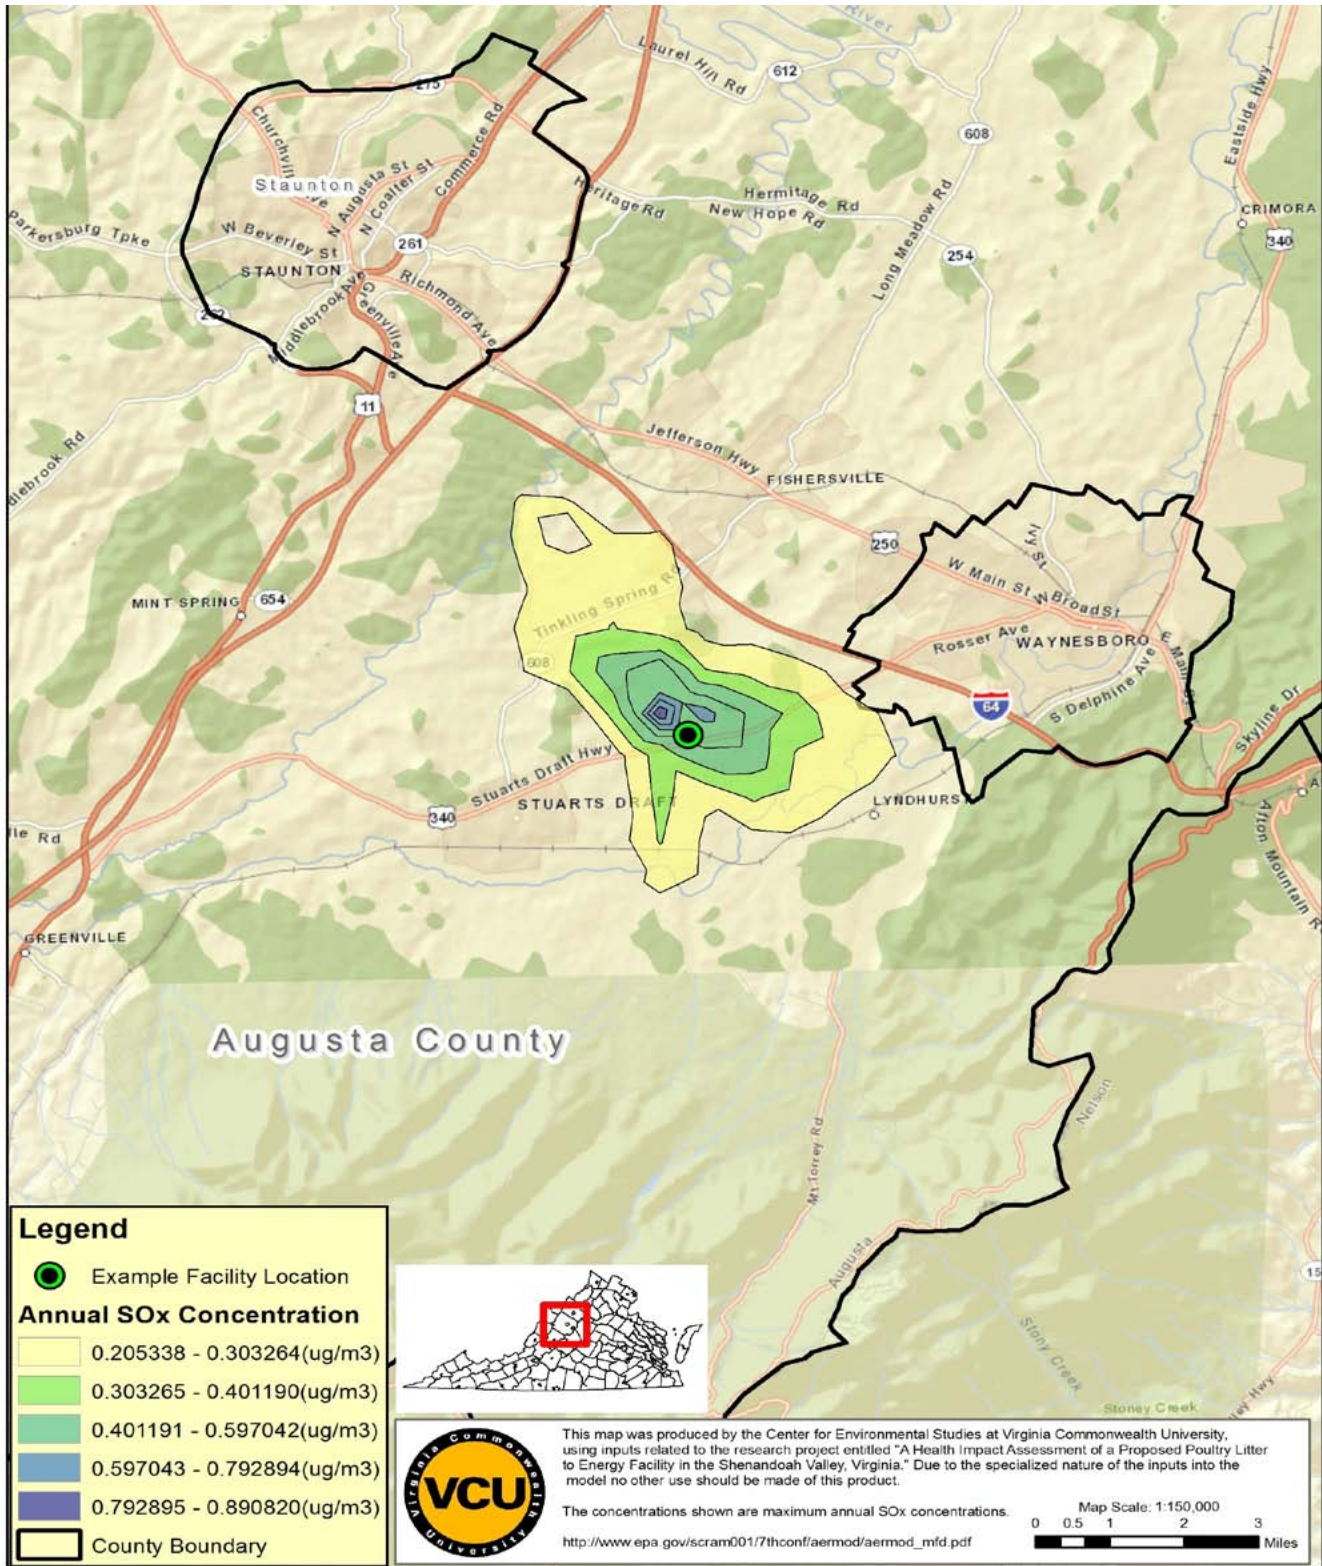 River
Laurel Hill Rd
612
275
Churchville Ave
Commerce Rd
608
Eastside Hwy
Staunton
N Augusta St
N Coalter St
Heritage Rd
Hermitage Rd
New Hope Rd
Parkersburg Tpke
W Beverley St
261
254
CRIMORA
340
STAUNTON
Richmond Ave
Long Meadow Rd
262
Middlebrook Ave
Greenville Ave
11
dlebrook Rd
Jefferson Hwy
FISHERSVILLE
250
Ivy St
W Main St
W Broad St
MINT SPRING
654
Tinkling Spring Rd
608
Rosser Ave
WAYNESBORO
E Main St
64
S Delphine Ave
Skyline Dr
Stuarts Draft Hwy
340
STUARTS DRAFT
LYNDHURST
A
lle Rd
Afton Mountain R
GREENVILLE
Augusta County
Nelson
Mt Torrey Rd
Augusta
Stony Creek
15
Stoney Creek
ley Hwy
Legend
Example Facility Location
Annual SOx Concentration
0.205338 - 0.303264(ug/m3)
0.303265 - 0.401190(ug/m3)
0.401191 - 0.597042(ug/m3)
0.597043 - 0.792894(ug/m3)
0.792895 - 0.890820(ug/m3)
County Boundary
Virginia Commonwealth University
VCU
This map was produced by the Center for Environmental Studies at Virginia Commonwealth University,
using inputs related to the research project entitled "A Health Impact Assessment of a Proposed Poultry Litter
to Energy Facility in the Shenandoah Valley, Virginia." Due to the specialized nature of the inputs into the
model no other use should be made of this product.
The concentrations shown are maximum annual SOx concentrations.
http://www.epa.gov/scram001/7thconf/aermod/aermod_mfd.pdf
Map Scale: 1:150,000
0 0.5 1 2 3
Miles